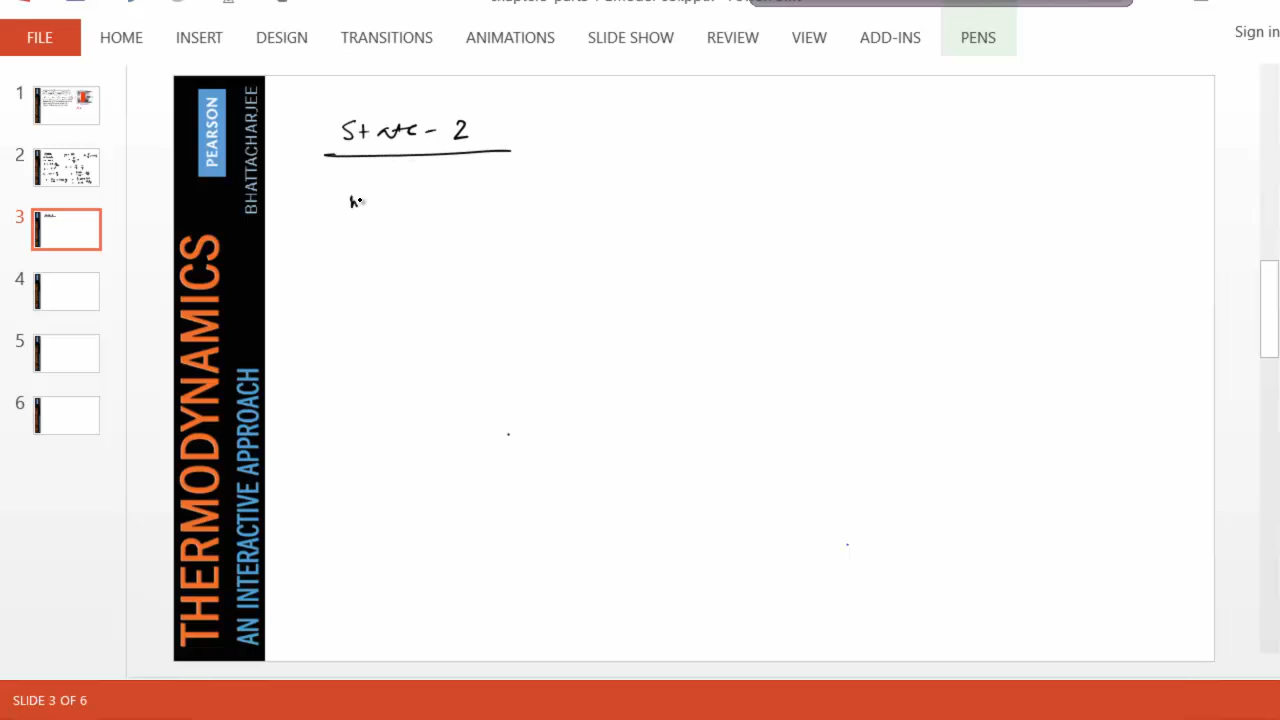 FILE HOME INSERT DESIGN TRANSITIONS ANIMATIONS SLIDE SHOW REVIEW VIEW ADD-INS PENS Sign in
1
2
3
4
5
6
PEARSON
BHATTACHARJEE
THERMODYNAMICS
AN INTERACTIVE APPROACH
State - 2
SLIDE 3 OF 6